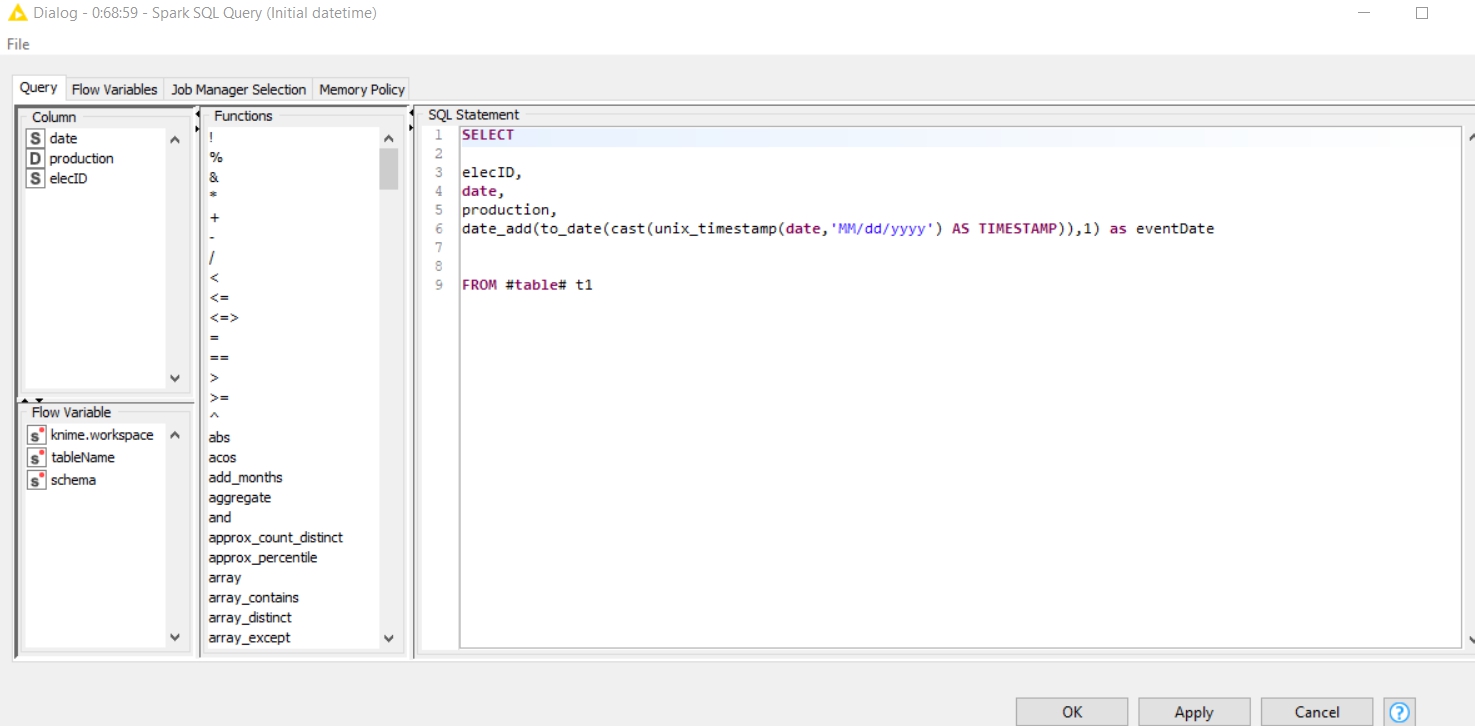 Dialog - 0:68:59 - Spark SQL Query (Initial datetime)
File
Query Flow Variables Job Manager Selection Memory Policy
Column
S date
D production
S elecID
Flow Variable
s knime.workspace
s tableName
s schema
Functions
!
%
&
*
+
-
/
<
<=
<=>
=
==
>
>=
^
abs
acos
add_months
aggregate
and
approx_count_distinct
approx_percentile
array
array_contains
array_distinct
array_except
SQL Statement
1 SELECT
2
3 elecID,
4 date,
5 production,
6 date_add(to_date(cast(unix_timestamp(date,'MM/dd/yyyy') AS TIMESTAMP)),1) as eventDate
7
8
9 FROM #table# t1
OK Apply Cancel ?